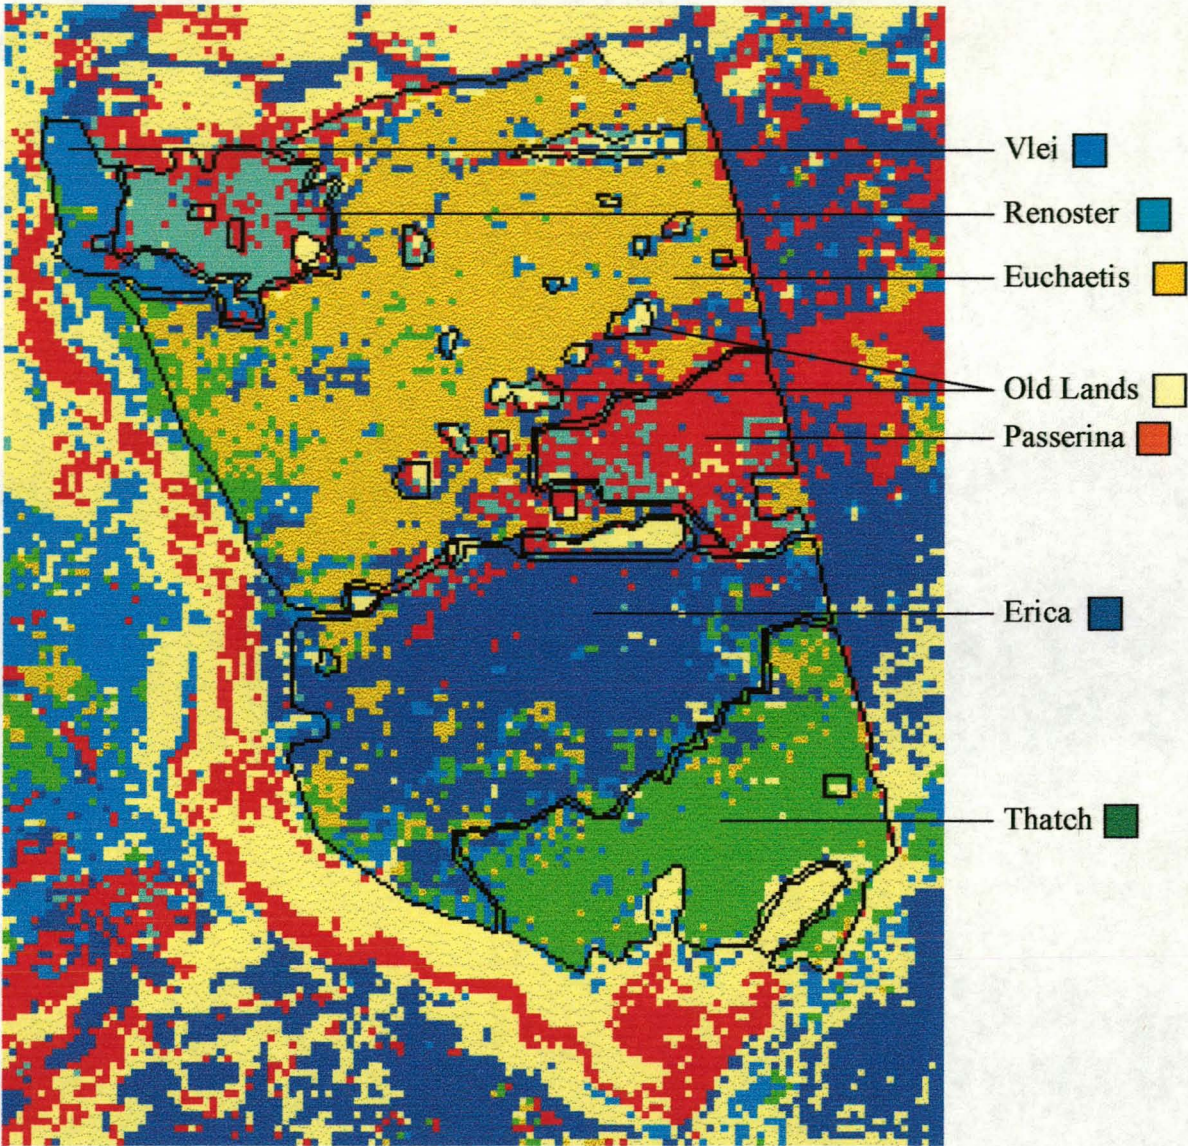 Vlei
Renoster
Euchaetis
Old Lands
Passerina
Erica
Thatch